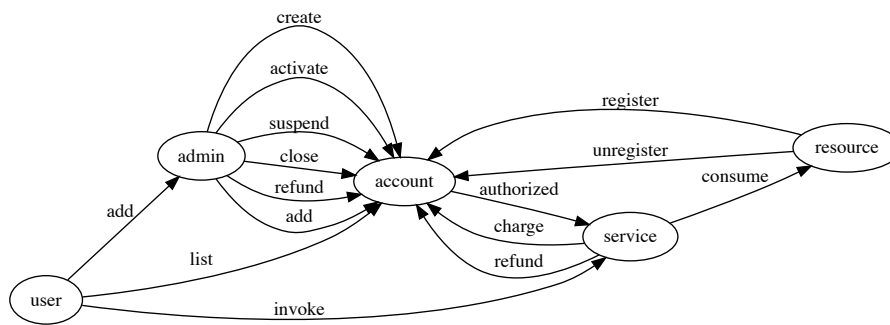 create
activate
suspend
register
admin
close
resource
unregister
refund
account
consume
authorized
add
add
charge
service
list
refund
user
invoke